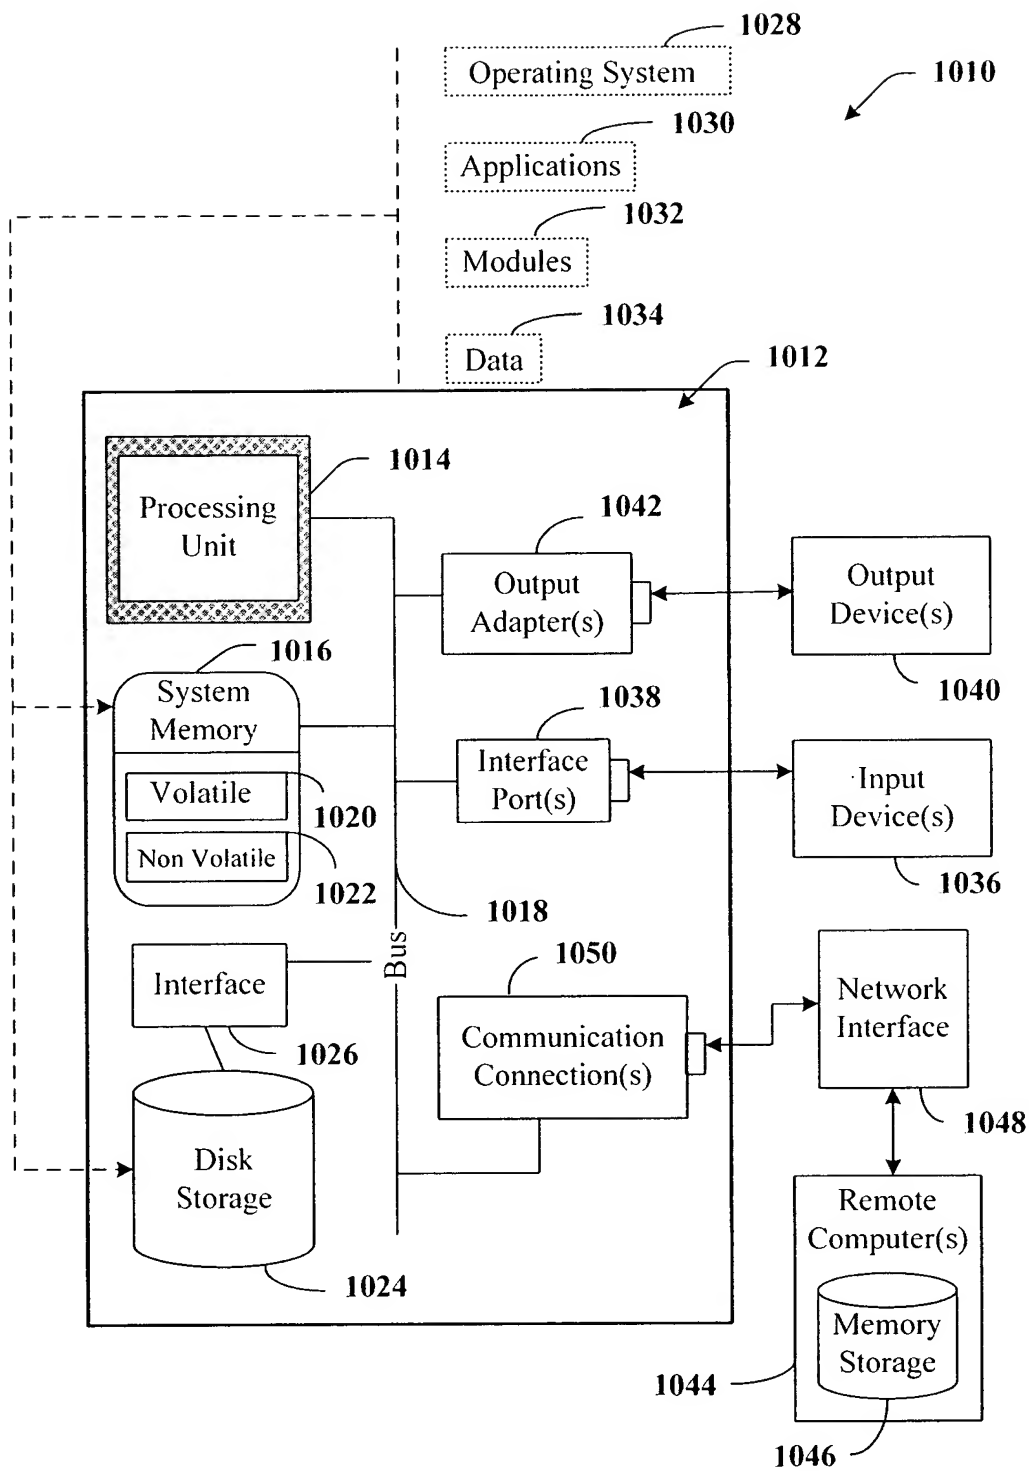 1028
Operating System
1010
1030
Applications
1032
Modules
1034
Data
1012
1014
Processing
Unit
1042
Output
Adapter(s)
Output
Device(s)
1040
1016
System
Memory
1038
Interface
Port(s)
Input
Device(s)
1036
Volatile
1020
Non Volatile
1022
1018
Bus
1050
Interface
1026
Communication
Connection(s)
Network
Interface
1048
Disk
Storage
1024
Remote
Computer(s)
Memory
Storage
1044
1046